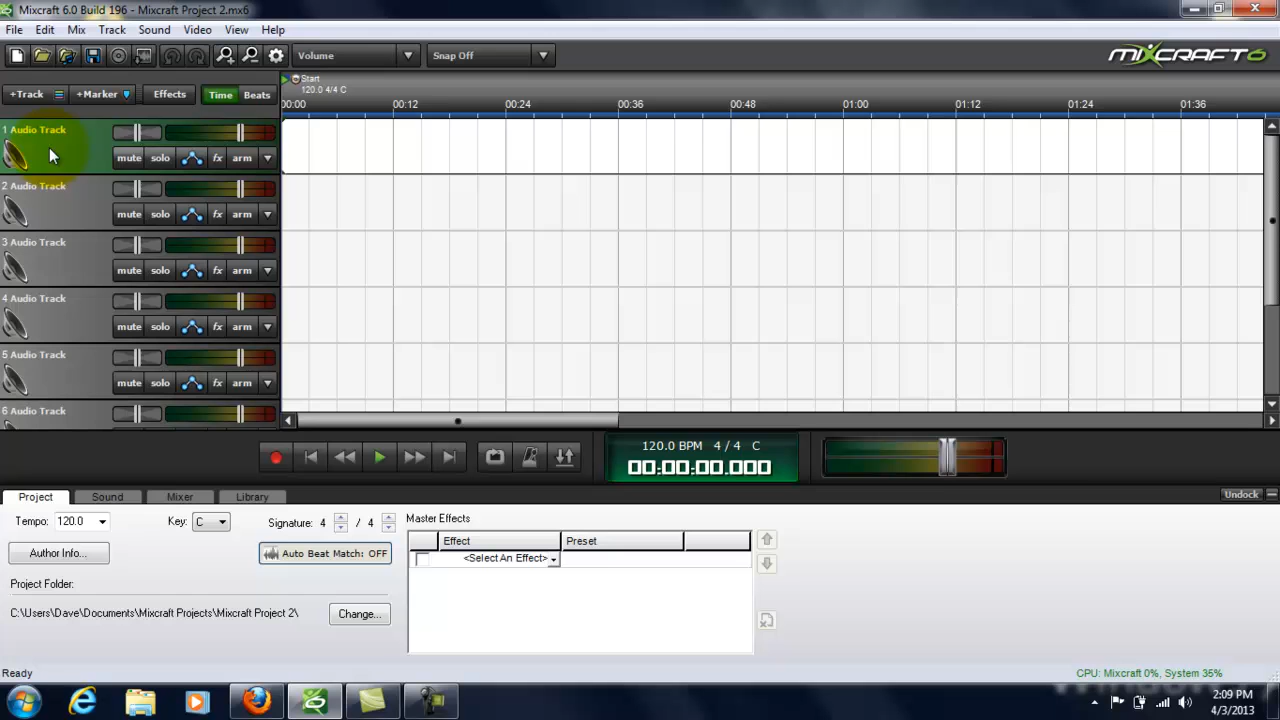 Mixcraft 6.0 Build 196 - Mixcraft Project 2.mx6
File Edit Mix Track Sound Video View Help
Volume Snap Off MIXCRAFT 6
Start
120.0 4/4 C
+Track +Marker Effects Time Beats
00:00 00:12 00:24 00:36 00:48 01:00 01:12 01:24 01:36
1 Audio Track
mute solo fx arm
2 Audio Track
mute solo fx arm
3 Audio Track
mute solo fx arm
4 Audio Track
mute solo fx arm
5 Audio Track
mute solo fx arm
6 Audio Track
120.0 BPM 4 / 4 C
00:00:00.000
Project Sound Mixer Library Undock
Tempo: 120.0 Key: C Signature: 4 / 4 Master Effects
Effect Preset
Author Info... Auto Beat Match: OFF <Select An Effect>
Project Folder:
C:\Users\Dave\Documents\Mixcraft Projects\Mixcraft Project 2\ Change...
Ready CPU: Mixcraft 0%, System 35%
2:09 PM
4/3/2013